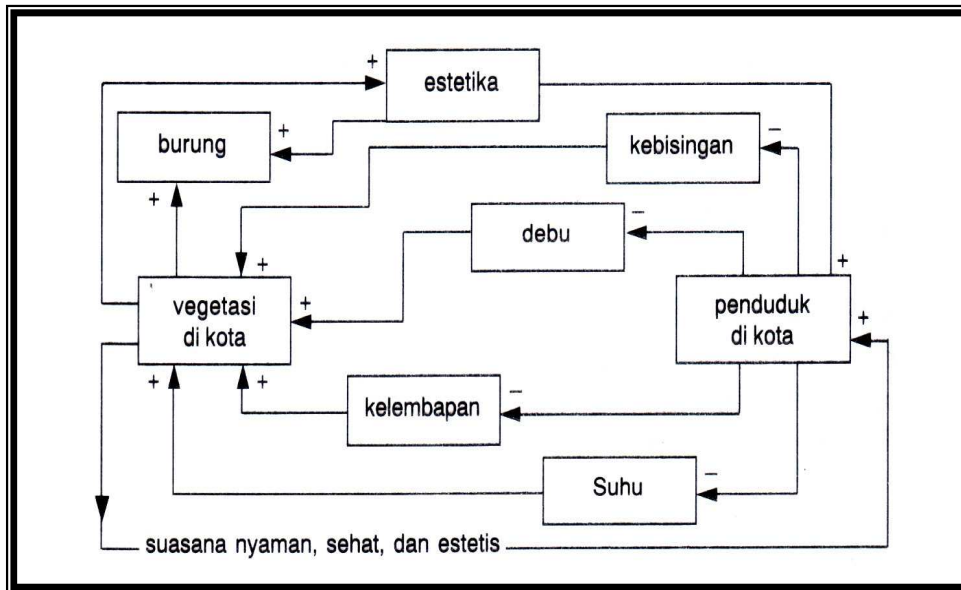 +
estetika
burung
+
kebisingan
−
+
debu
−
+
vegetasi
di kota
+
penduduk
di kota
+
+
+
+
kelembapan
−
Suhu
−
suasana nyaman, sehat, dan estetis